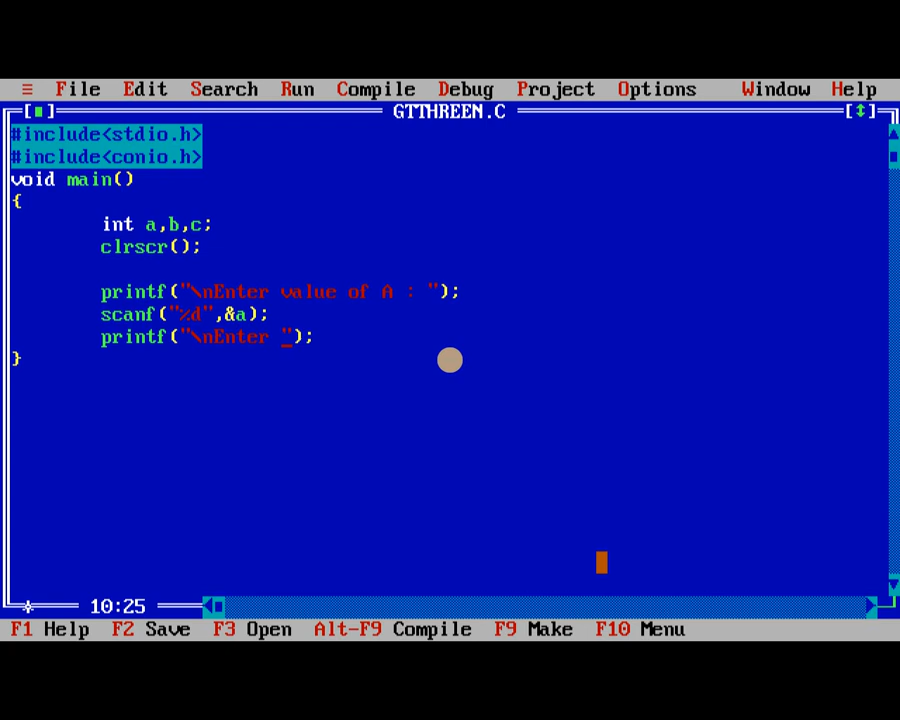 ≡ File Edit Search Run Compile Debug Project Options Window Help
[■] GTTHREEN.C [↕]
#include<stdio.h>
#include<conio.h>
void main()
{
int a,b,c;
clrscr();
printf("\nEnter value of A : ");
scanf("%d",&a);
printf("\nEnter _");
}
10:25
F1 Help F2 Save F3 Open Alt-F9 Compile F9 Make F10 Menu